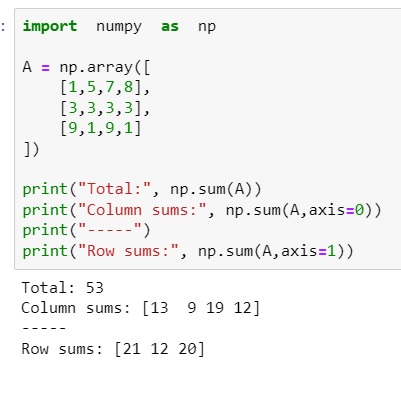 : import numpy as np
A = np.array([
    [1,5,7,8],
    [3,3,3,3],
    [9,1,9,1]
])
print("Total:", np.sum(A))
print("Column sums:", np.sum(A,axis=0))
print("-----")
print("Row sums:", np.sum(A,axis=1))
Total: 53
Column sums: [13  9 19 12]
-----
Row sums: [21 12 20]